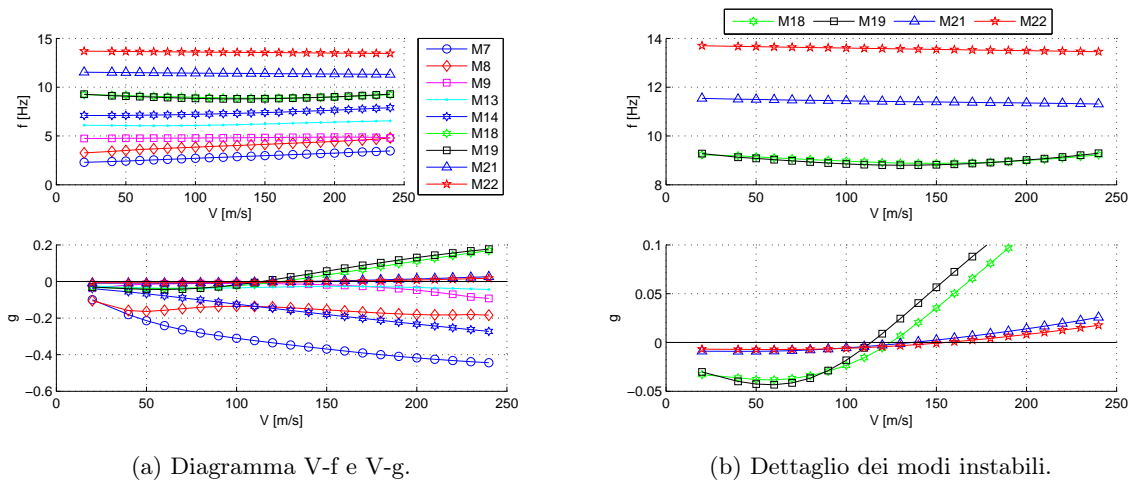 15
10
5
0
f [Hz]
0 50 100 150 200 250
V [m/s]
M7
M8
M9
M13
M14
M18
M19
M21
M22
0.2
0
−0.2
−0.4
−0.6
g
0 50 100 150 200 250
V [m/s]
(a) Diagramma V-f e V-g.
M18 M19 M21 M22
14
12
10
8
f [Hz]
0 50 100 150 200 250
V [m/s]
0.1
0.05
0
−0.05
g
0 50 100 150 200 250
V [m/s]
(b) Dettaglio dei modi instabili.